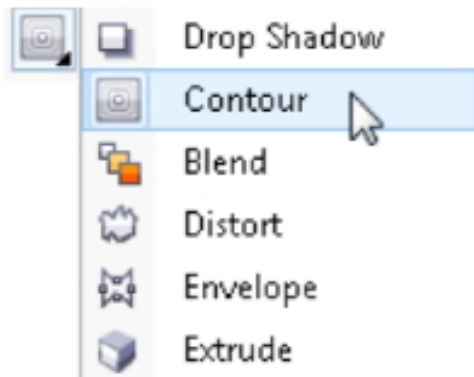 Drop Shadow
Contour
Blend
Distort
Envelope
Extrude